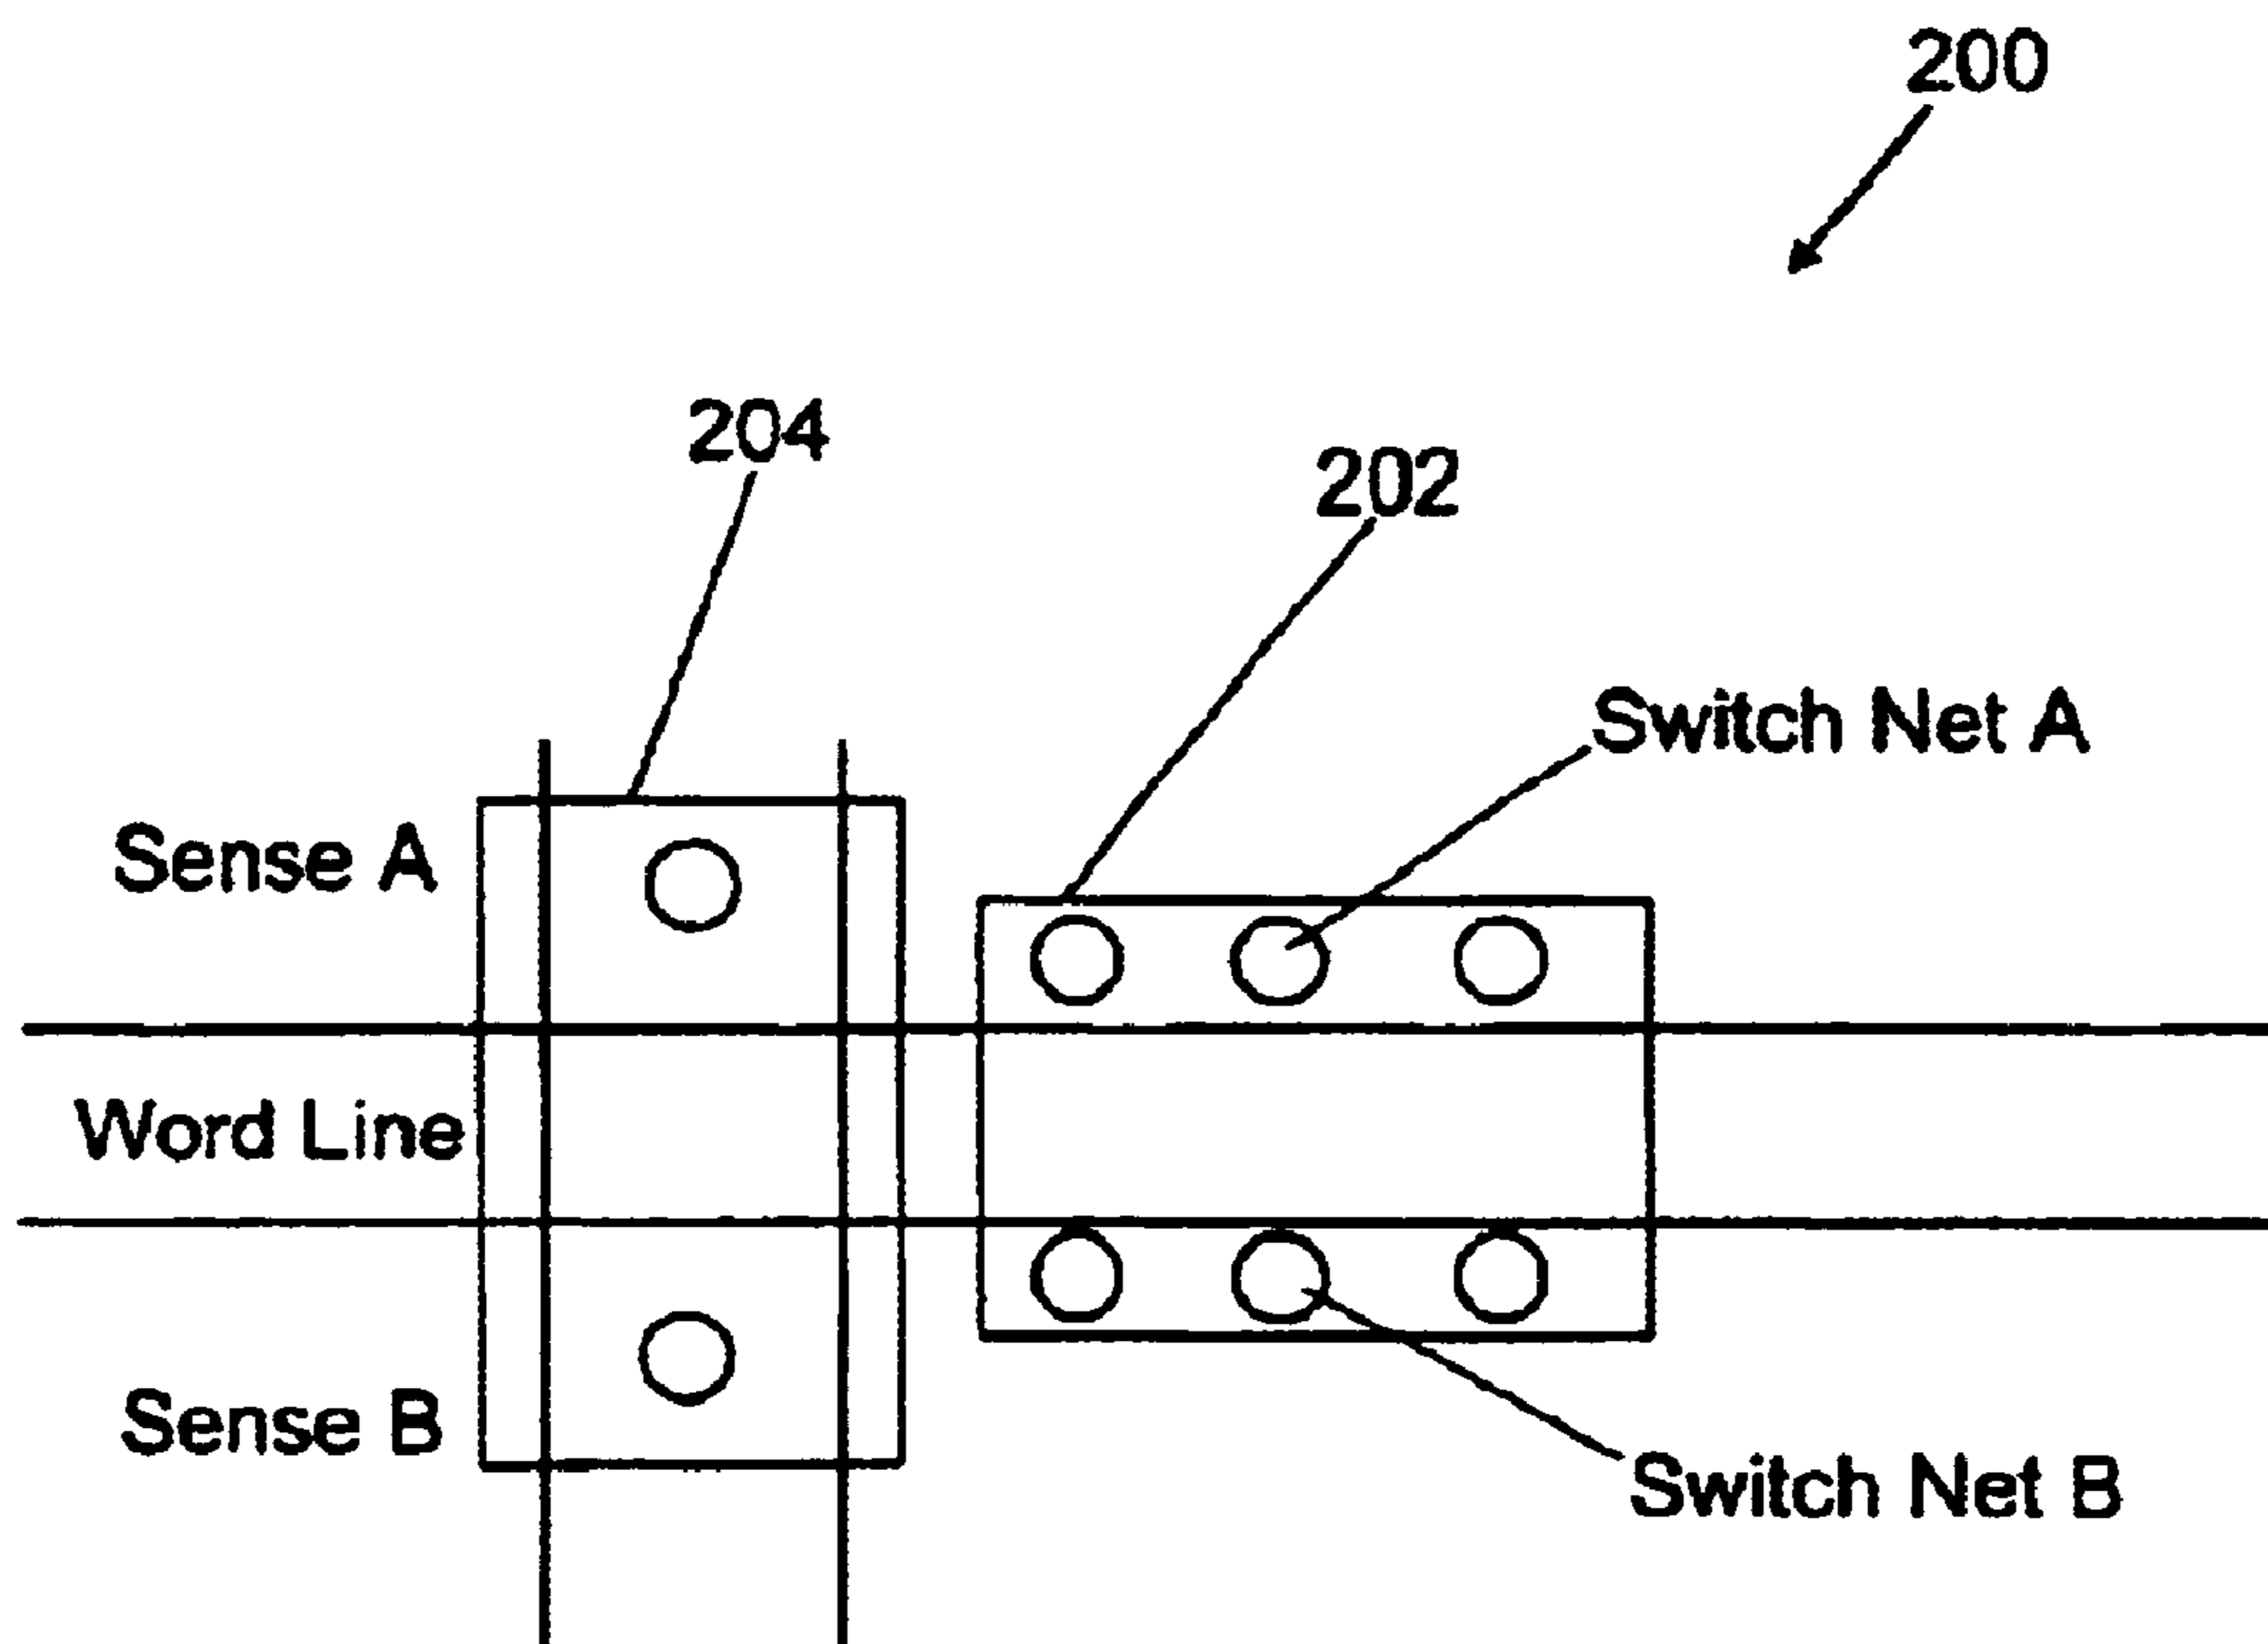 200
204
202
Switch Net A
Sense A
Word Line
Sense B
Switch Net B